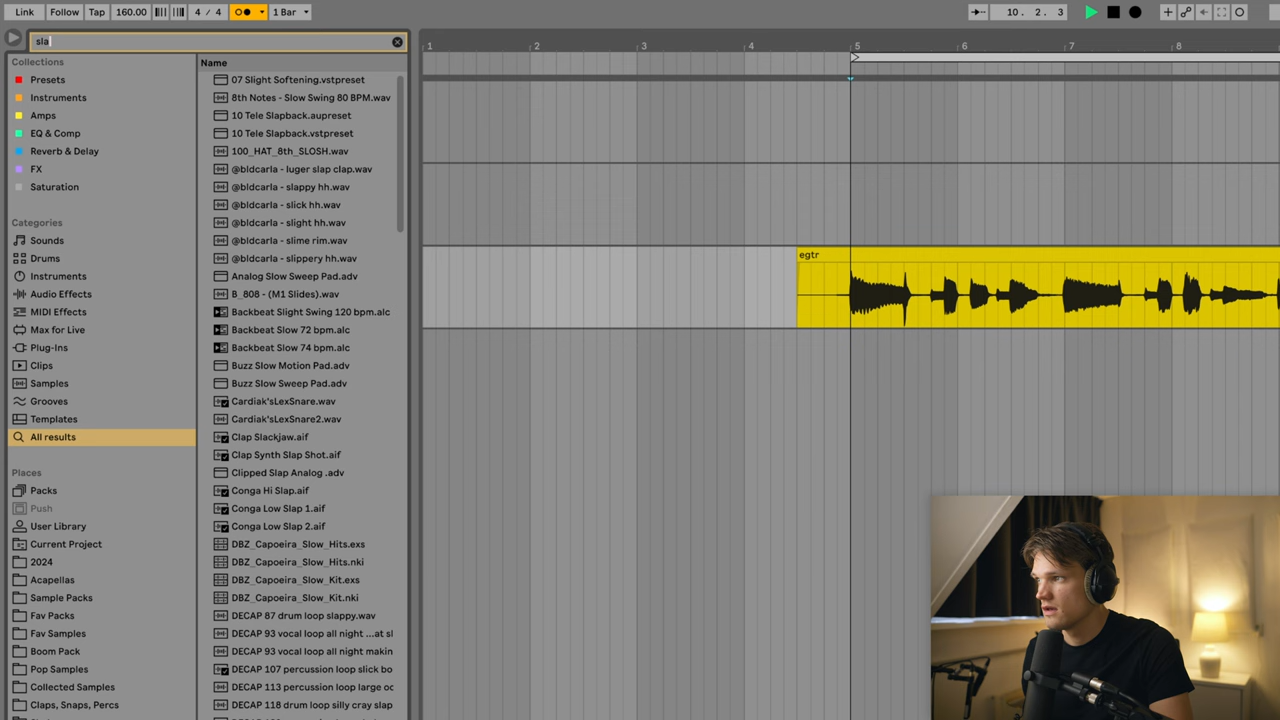 Link Follow Tap 160.00 4 / 4 1 Bar 10. 2. 3
sla
Collections
Presets
Instruments
Amps
EQ & Comp
Reverb & Delay
FX
Saturation
Categories
Sounds
Drums
Instruments
Audio Effects
MIDI Effects
Max for Live
Plug-Ins
Clips
Samples
Grooves
Templates
All results
Places
Packs
Push
User Library
Current Project
2024
Acapellas
Sample Packs
Fav Packs
Fav Samples
Boom Pack
Pop Samples
Collected Samples
Claps, Snaps, Percs
Name
07 Slight Softening.vstpreset
8th Notes - Slow Swing 80 BPM.wav
10 Tele Slapback.aupreset
10 Tele Slapback.vstpreset
100_HAT_8th_SLOSH.wav
@bldcarla - luger slap clap.wav
@bldcarla - slappy hh.wav
@bldcarla - slick hh.wav
@bldcarla - slight hh.wav
@bldcarla - slime rim.wav
@bldcarla - slippery hh.wav
Analog Slow Sweep Pad.adv
B_808 - (M1 Slides).wav
Backbeat Slight Swing 120 bpm.alc
Backbeat Slow 72 bpm.alc
Backbeat Slow 74 bpm.alc
Buzz Slow Motion Pad.adv
Buzz Slow Sweep Pad.adv
Cardiak'sLexSnare.wav
Cardiak'sLexSnare2.wav
Clap Slackjaw.aif
Clap Synth Slap Shot.aif
Clipped Slap Analog .adv
Conga Hi Slap.aif
Conga Low Slap 1.aif
Conga Low Slap 2.aif
DBZ_Capoeira_Slow_Hits.exs
DBZ_Capoeira_Slow_Hits.nki
DBZ_Capoeira_Slow_Kit.exs
DBZ_Capoeira_Slow_Kit.nki
DECAP 87 drum loop slappy.wav
DECAP 93 vocal loop all night ...at sl
DECAP 93 vocal loop all night makin
DECAP 107 percussion loop slick bo
DECAP 113 percussion loop large oc
DECAP 118 drum loop silly cray slap
1 2 3 4 5 6 7 8
egtr